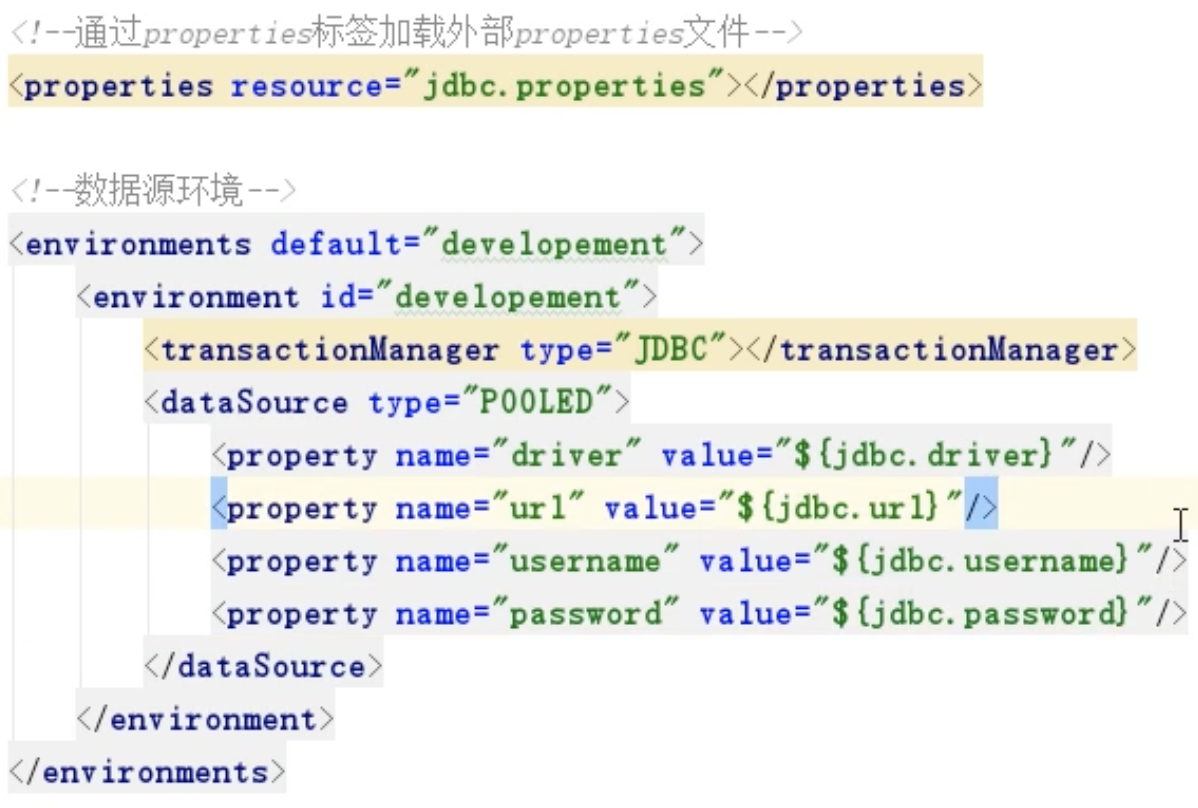 <!--通过properties标签加载外部properties文件-->
<properties resource="jdbc.properties"></properties>
<!--数据源环境-->
<environments default="developement">
<environment id="developement">
<transactionManager type="JDBC"></transactionManager>
<dataSource type="POOLED">
<property name="driver" value="${jdbc.driver}"/>
<property name="url" value="${jdbc.url}"/>
<property name="username" value="${jdbc.username}"/>
<property name="password" value="${jdbc.password}"/>
</dataSource>
</environment>
</environments>